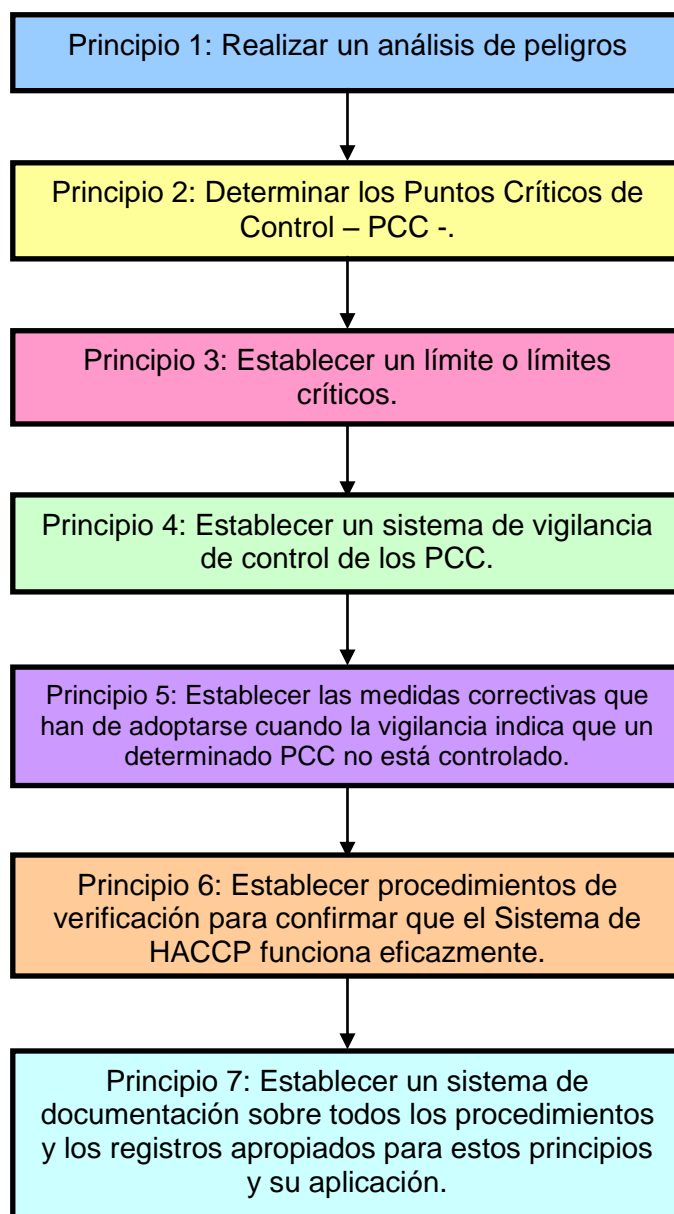 Principio 1: Realizar un análisis de peligros
Principio 2: Determinar los Puntos Críticos de
Control – PCC -.
Principio 3: Establecer un límite o límites
críticos.
Principio 4: Establecer un sistema de vigilancia
de control de los PCC.
Principio 5: Establecer las medidas correctivas que
han de adoptarse cuando la vigilancia indica que un
determinado PCC no está controlado.
Principio 6: Establecer procedimientos de
verificación para confirmar que el Sistema de
HACCP funciona eficazmente.
Principio 7: Establecer un sistema de
documentación sobre todos los procedimientos
y los registros apropiados para estos principios
y su aplicación.